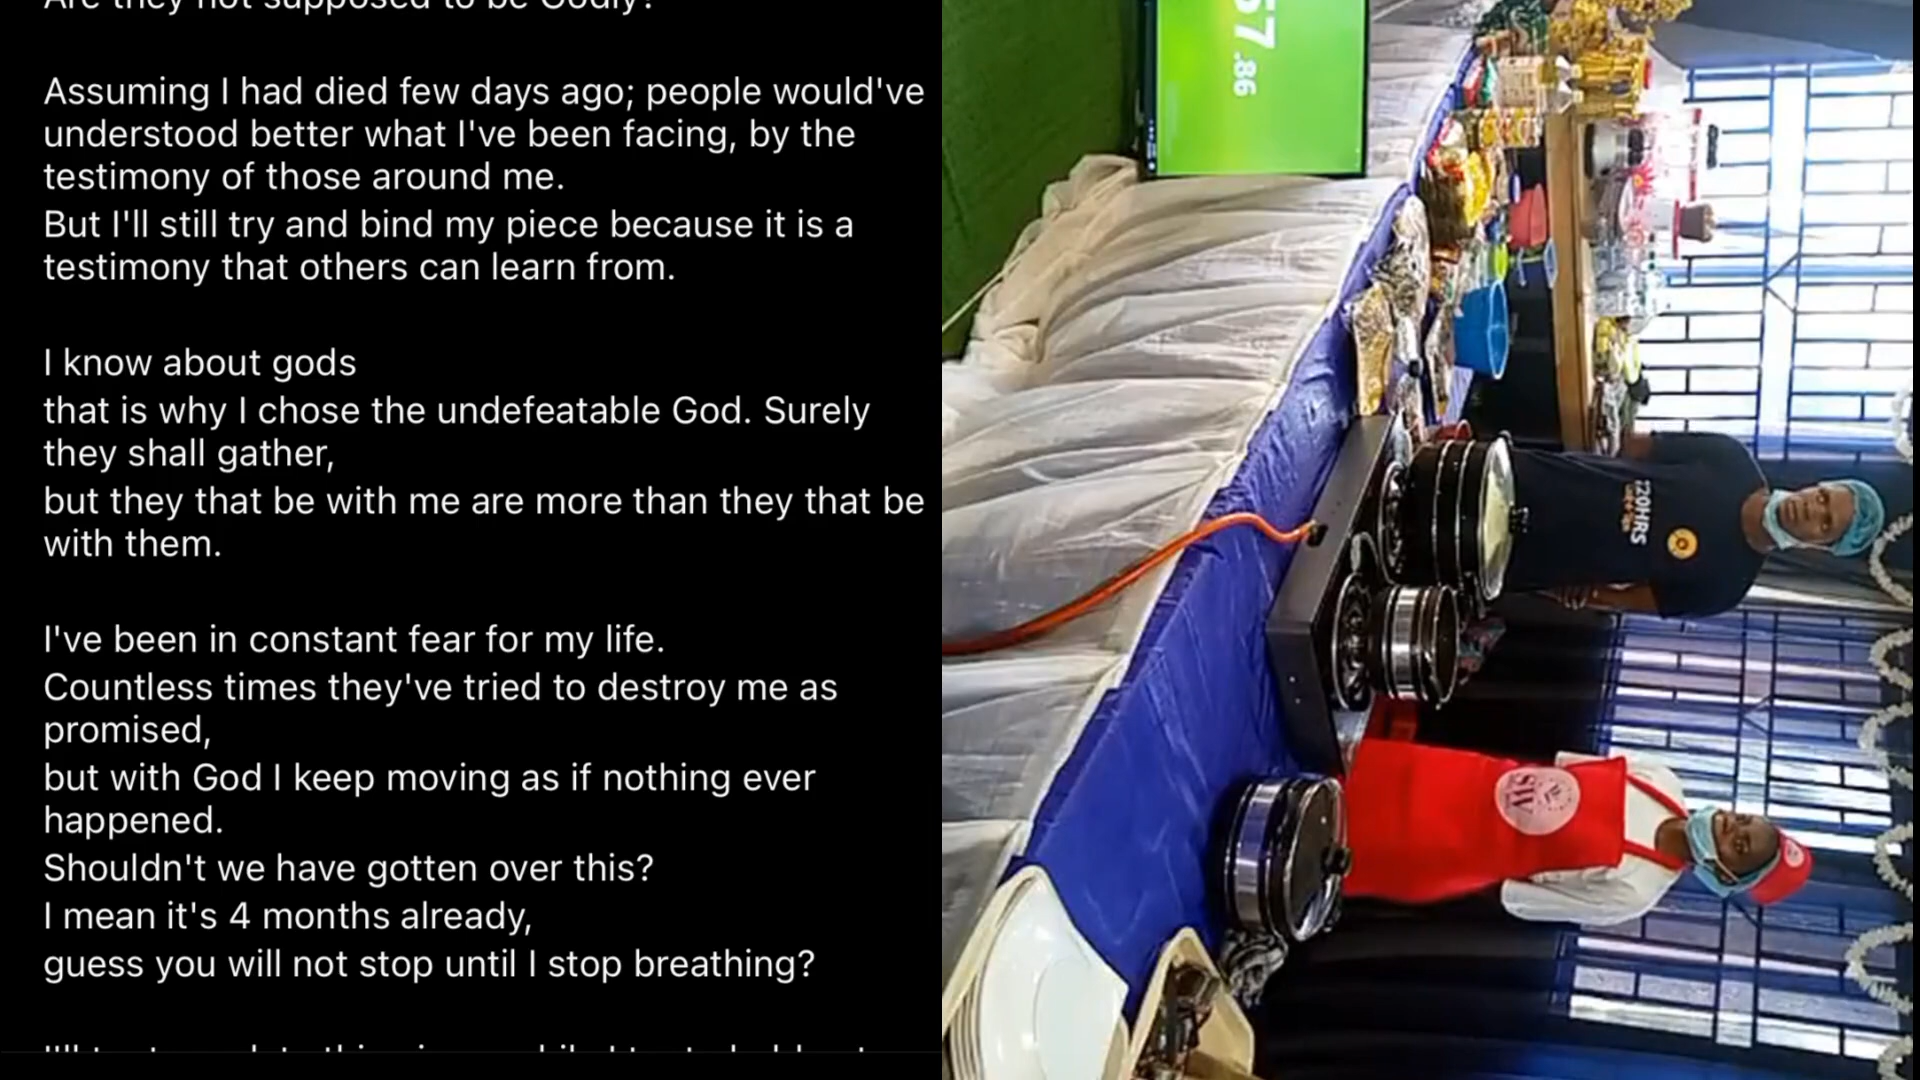 Assuming I had died few days ago; people would've
understood better what I've been facing, by the
testimony of those around me.
But I'll still try and bind my piece because it is a
testimony that others can learn from.
I know about gods
that is why I chose the undefeatable God. Surely
they shall gather,
but they that be with me are more than they that be
with them.
I've been in constant fear for my life.
Countless times they've tried to destroy me as
promised,
but with God I keep moving as if nothing ever
happened.
Shouldn't we have gotten over this?
I mean it's 4 months already,
guess you will not stop until I stop breathing?
57.86
120HRS